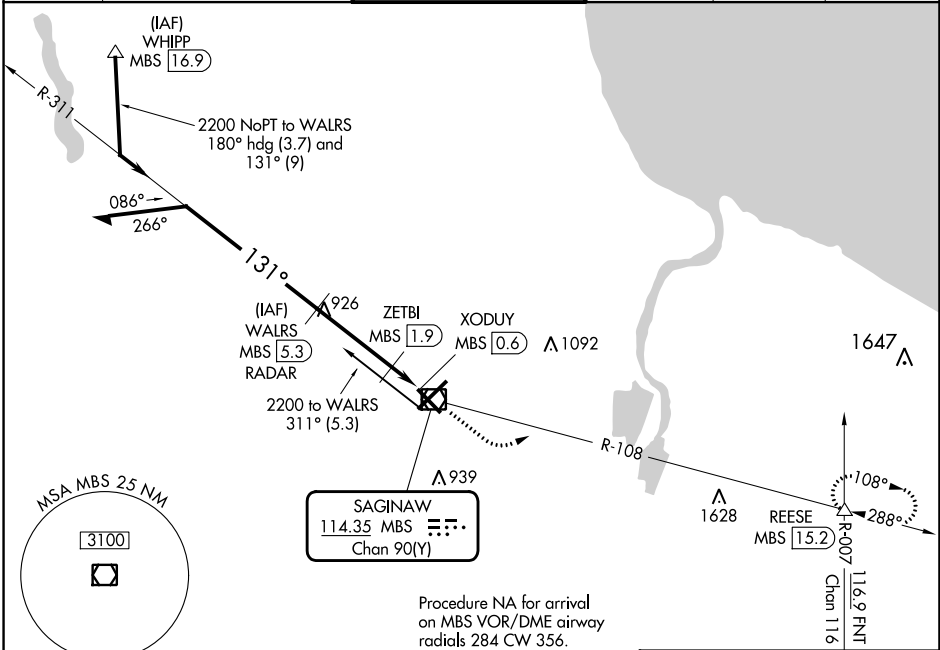 (IAF)
WHIPP
MBS 16.9
R-311
2200 NoPT to WALRS
180° hdg (3.7) and
131° (9)
086°
266°
131°
(IAF)
WALRS
MBS 5.3
RADAR
926
ZETBI
MBS 1.9
XODUY
MBS 0.6
1092
1647
2200 to WALRS
311° (5.3)
R-108
939
1628
108°
288°
REESE
MBS 15.2
R-007
116.9 FNT
Chan 116
MSA MBS 25 NM
3100
SAGINAW
114.35 MBS
Chan 90(Y)
Procedure NA for arrival
on MBS VOR/DME airway
radials 284 CW 356.